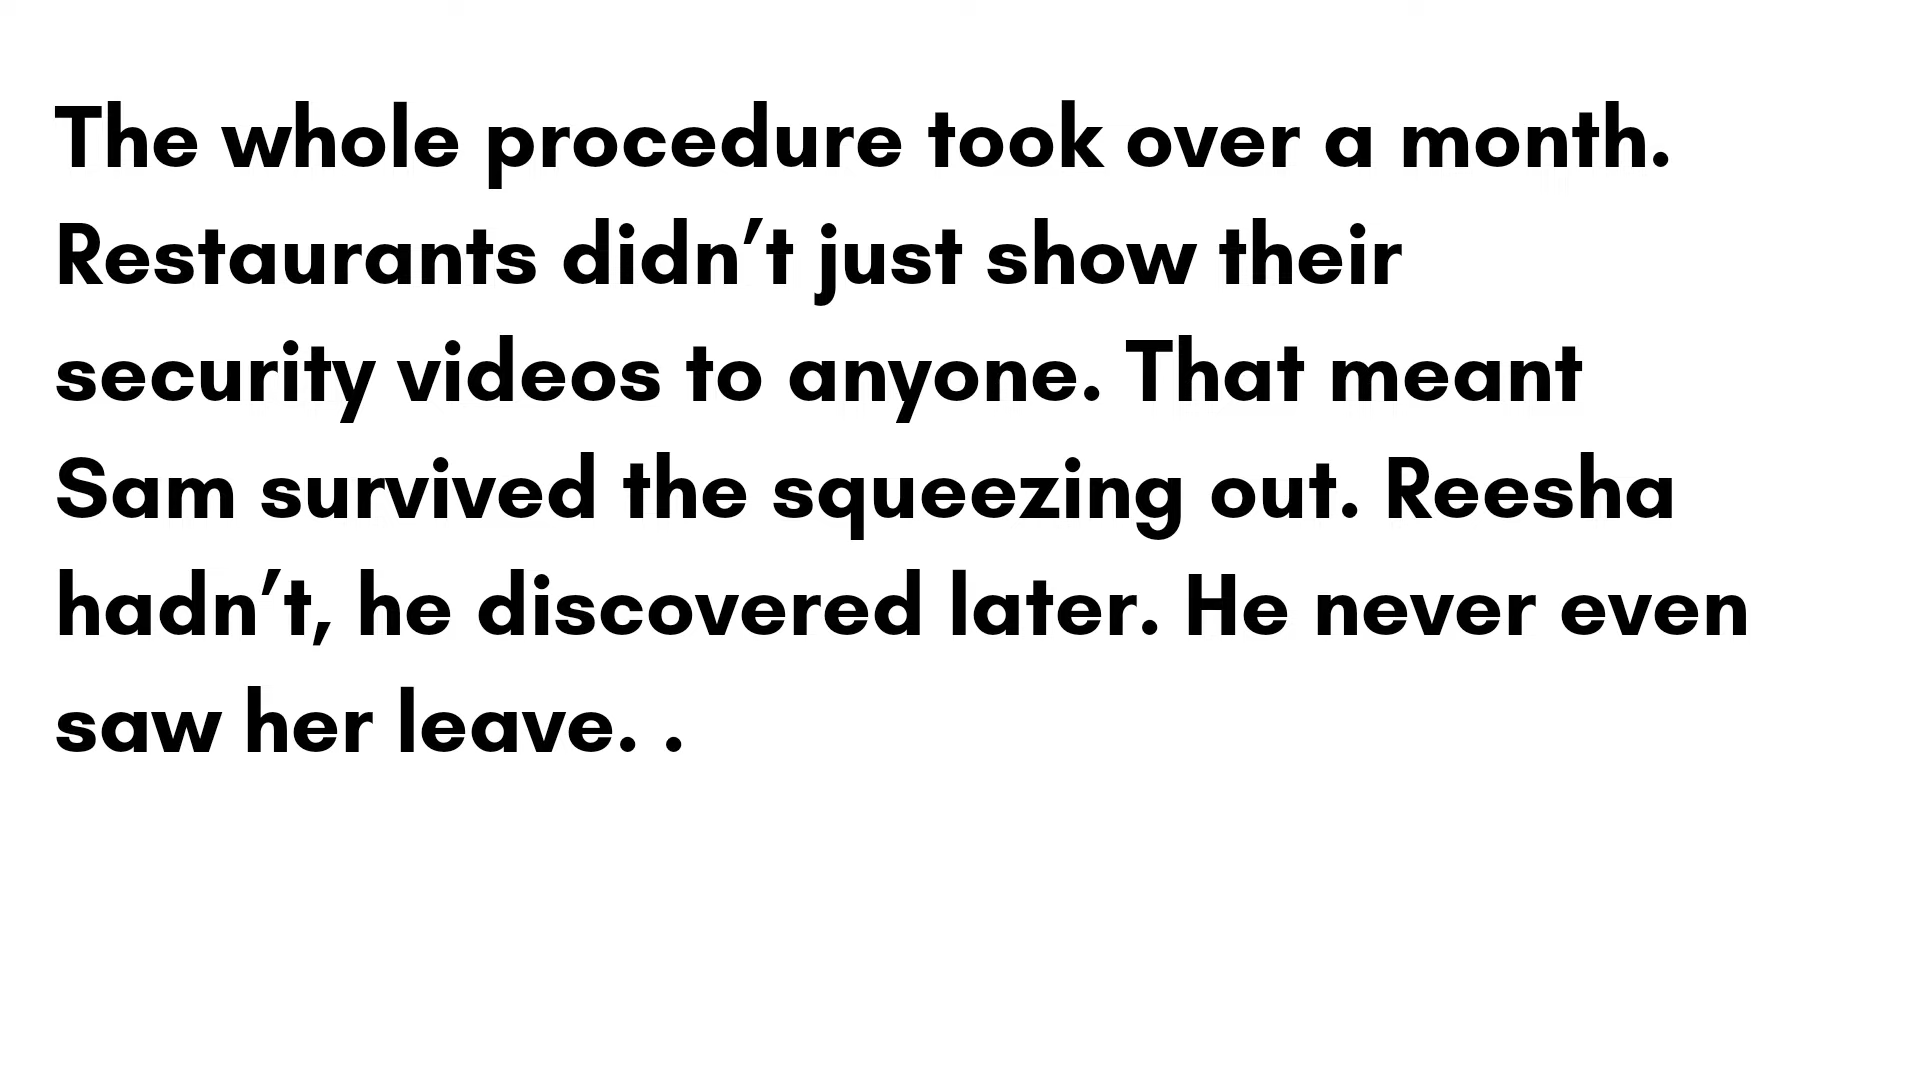 The whole procedure took over a month.
Restaurants didn’t just show their
security videos to anyone. That meant
Sam survived the squeezing out. Reesha
hadn’t, he discovered later. He never even
saw her leave. .